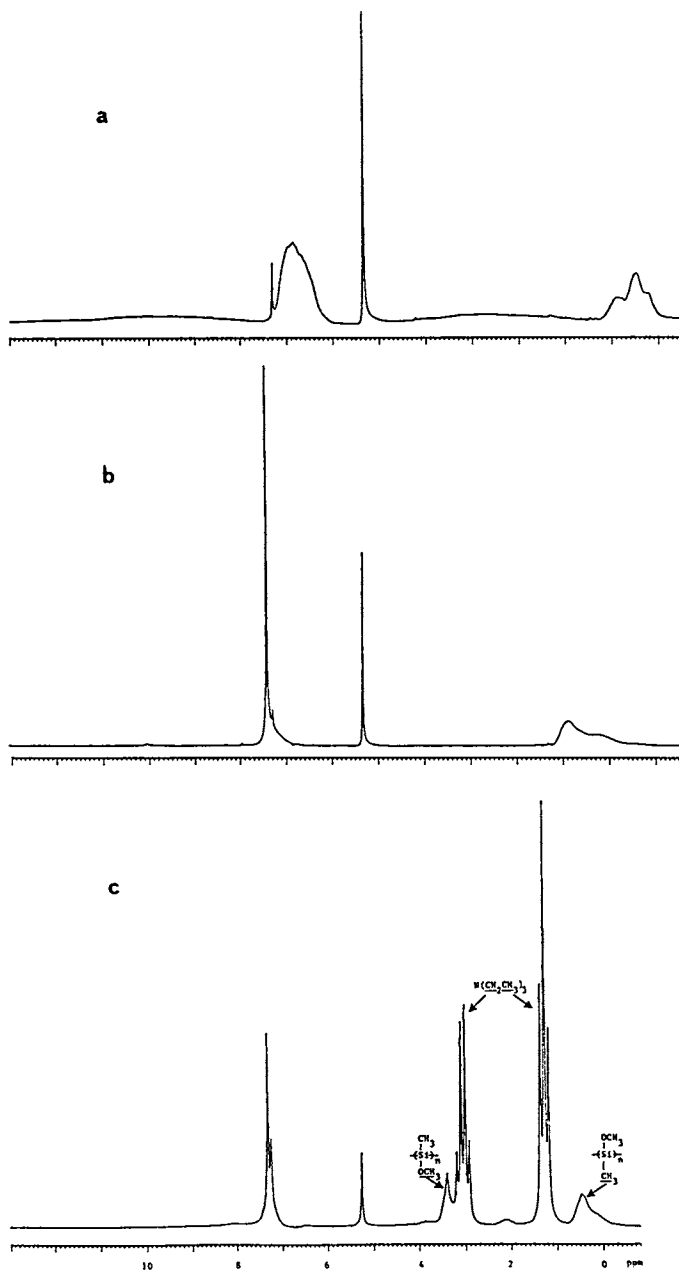 a
b
c
N(CH₂CH₃)₃
CH₃
-(Si)-n
OCH₃
OCH₃
-(Si)-n
CH₃
10 8 6 4 2 0 ppm